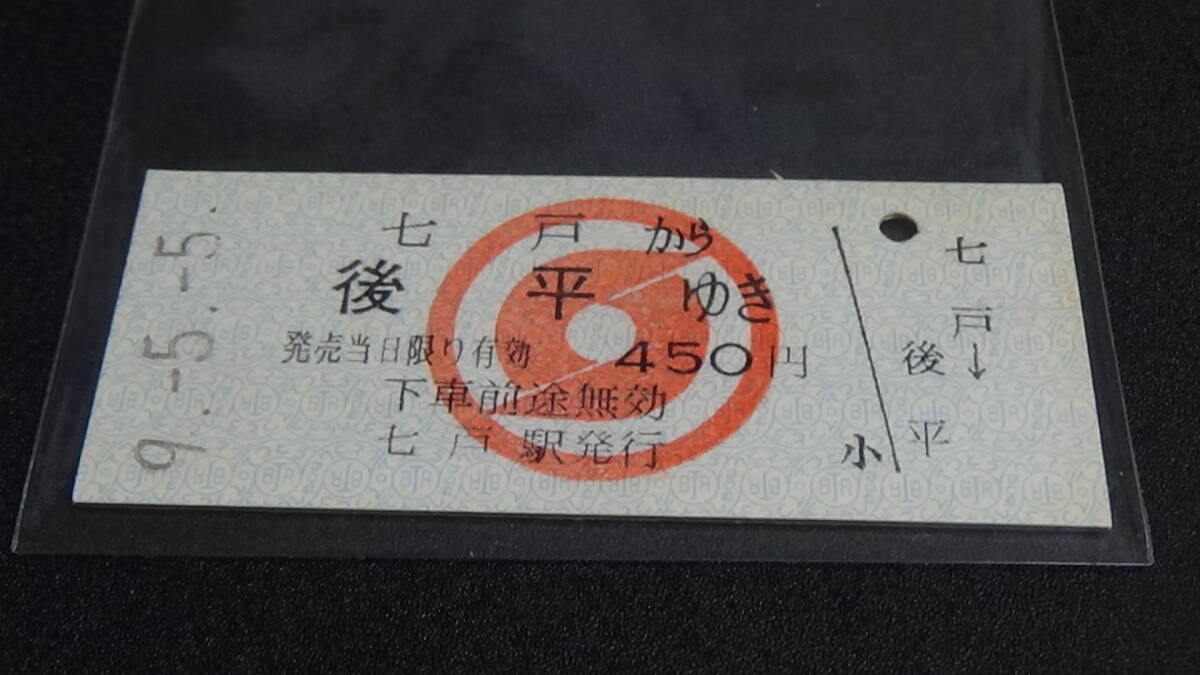 9.-5.-5.
七戸から
後平ゆき
発売当日限り有効 450円
下車前途無効
七戸駅発行
小
七戸→
後平